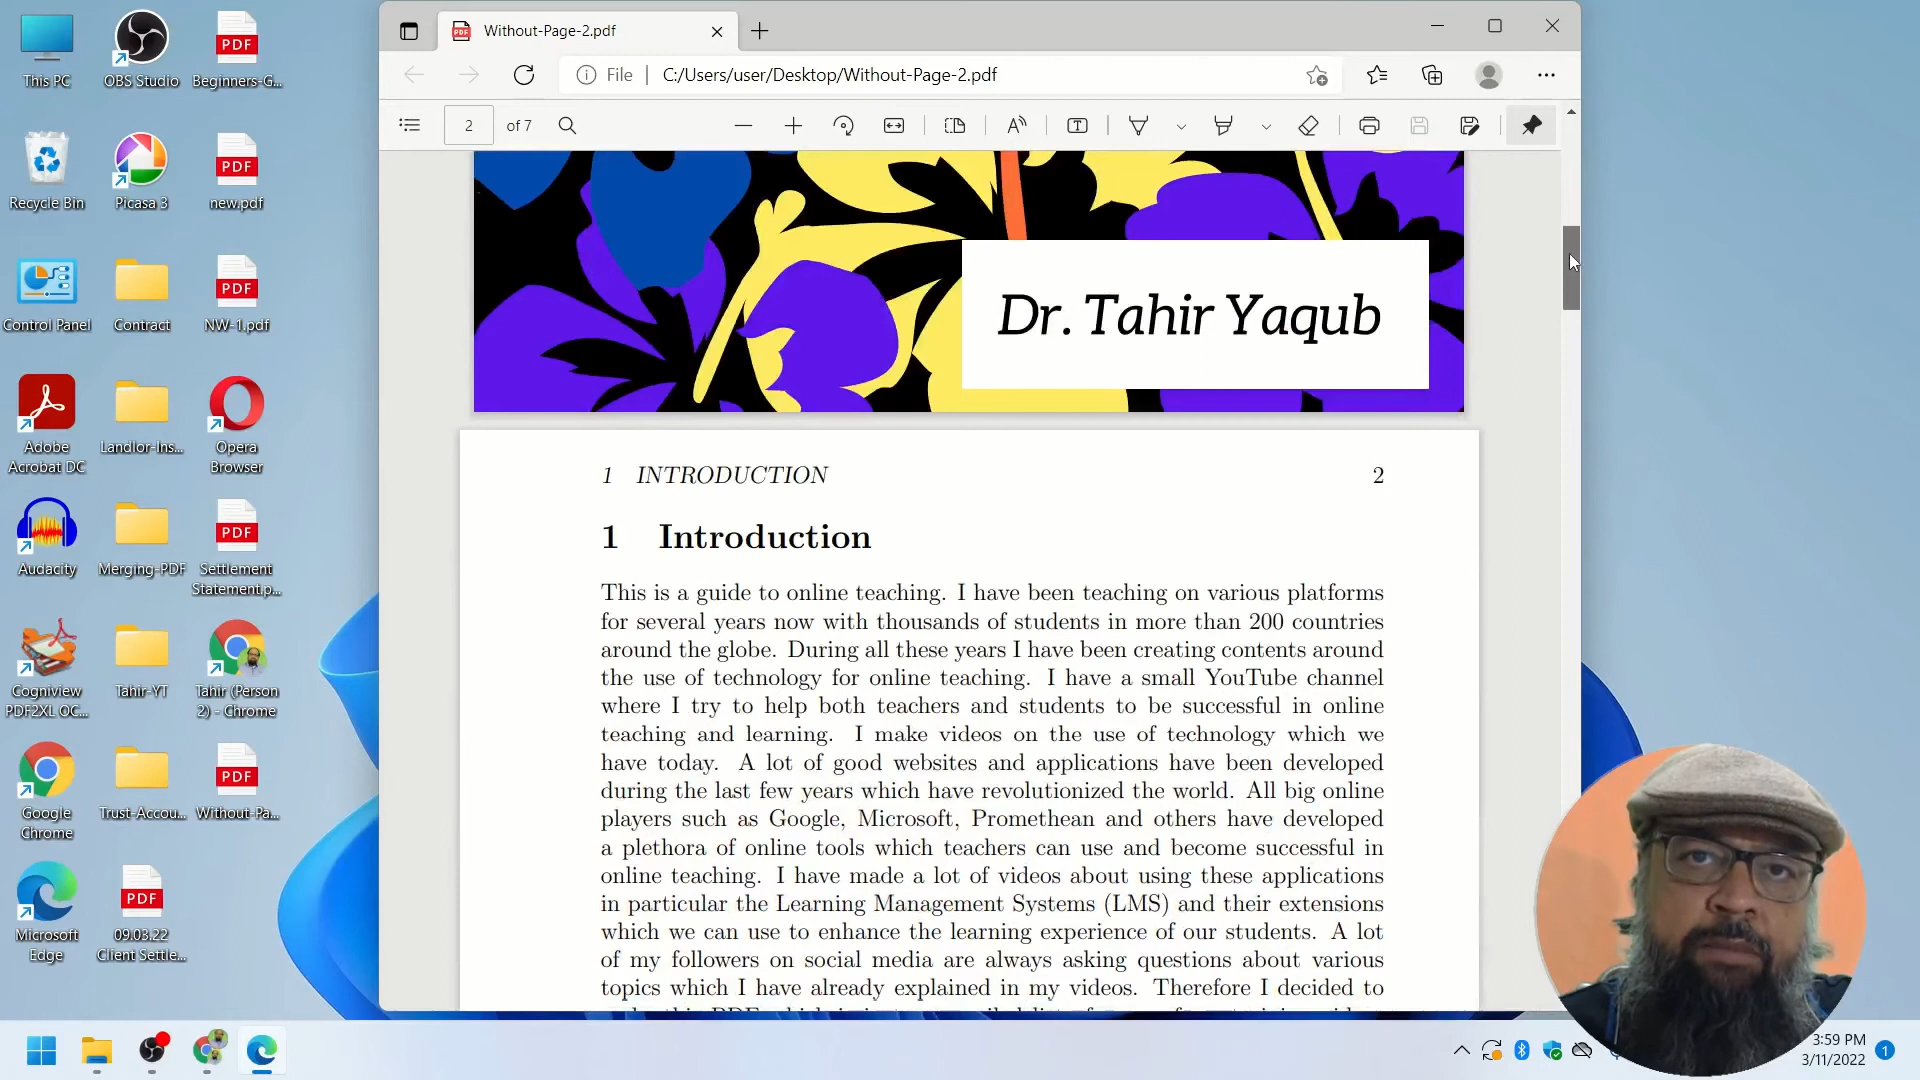 Without-Page-2.pdf
File
C:/Users/user/Desktop/Without-Page-2.pdf
2 of 7
Dr. Tahir Yaqub
1 INTRODUCTION 2
1 Introduction
This is a guide to online teaching. I have been teaching on various platforms
for several years now with thousands of students in more than 200 countries
around the globe. During all these years I have been creating contents around
the use of technology for online teaching. I have a small YouTube channel
where I try to help both teachers and students to be successful in online
teaching and learning. I make videos on the use of technology which we
have today. A lot of good websites and applications have been developed
during the last few years which have revolutionized the world. All big online
players such as Google, Microsoft, Promethean and others have developed
a plethora of online tools which teachers can use and become successful in
online teaching. I have made a lot of videos about using these applications
in particular the Learning Management Systems (LMS) and their extensions
which we can use to enhance the learning experience of our students. A lot
of my followers on social media are always asking questions about various
topics which I have already explained in my videos. Therefore I decided to
This PC
OBS Studio
Beginners-G...
Recycle Bin
Picasa 3
new.pdf
Control Panel
Contract
NW-1.pdf
Adobe
Acrobat DC
Landlor-Ins...
Opera
Browser
Audacity
Merging-PDF
Settlement
Statement.p...
Cogniview
PDF2XL OC...
Tahir-YT
Tahir (Person
2) - Chrome
Google
Chrome
Trust-Accou...
Without-Pa...
Microsoft
Edge
09.03.22
Client Settle...
PDF
PDF
PDF
PDF
PDF
PDF
3:59 PM
3/11/2022
1